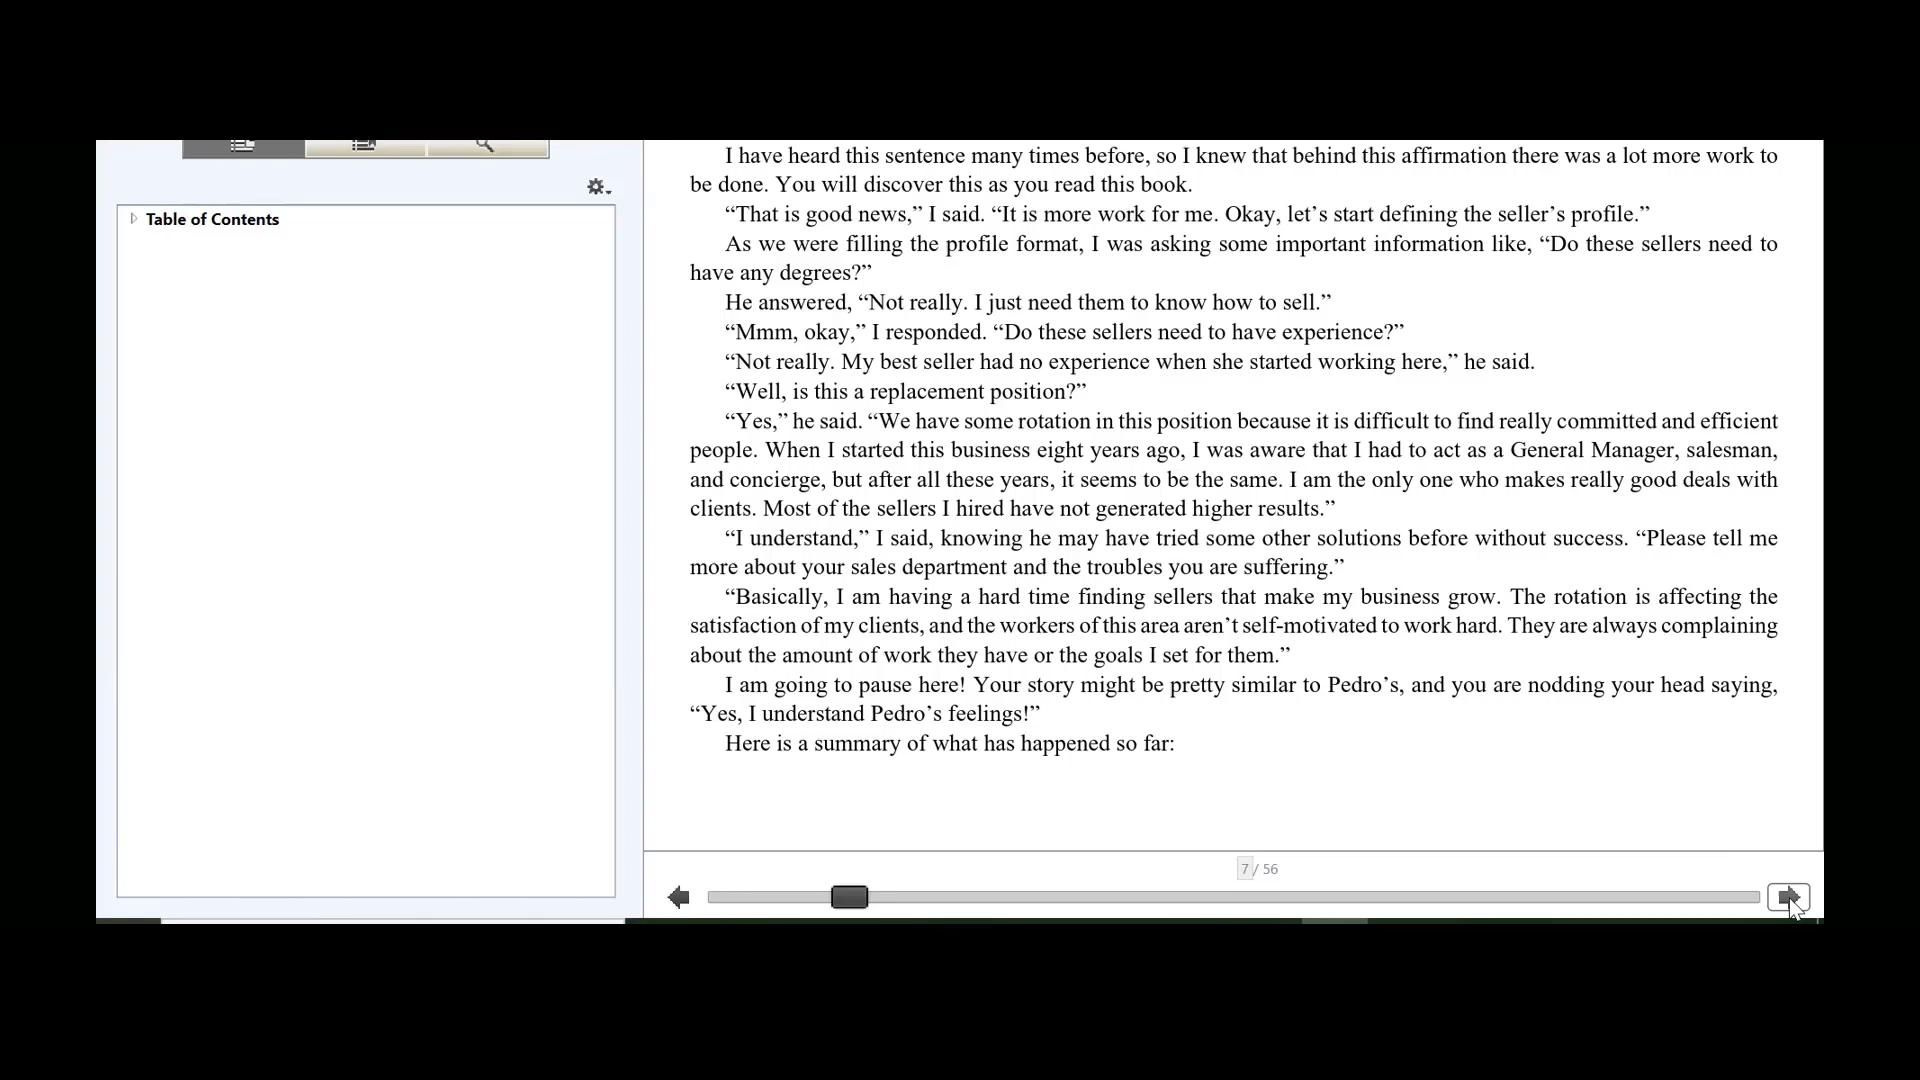 Table of Contents
I have heard this sentence many times before, so I knew that behind this affirmation there was a lot more work to
be done. You will discover this as you read this book.
“That is good news,” I said. “It is more work for me. Okay, let’s start defining the seller’s profile.”
As we were filling the profile format, I was asking some important information like, “Do these sellers need to
have any degrees?”
He answered, “Not really. I just need them to know how to sell.”
“Mmm, okay,” I responded. “Do these sellers need to have experience?”
“Not really. My best seller had no experience when she started working here,” he said.
“Well, is this a replacement position?”
“Yes,” he said. “We have some rotation in this position because it is difficult to find really committed and efficient
people. When I started this business eight years ago, I was aware that I had to act as a General Manager, salesman,
and concierge, but after all these years, it seems to be the same. I am the only one who makes really good deals with
clients. Most of the sellers I hired have not generated higher results.”
“I understand,” I said, knowing he may have tried some other solutions before without success. “Please tell me
more about your sales department and the troubles you are suffering.”
“Basically, I am having a hard time finding sellers that make my business grow. The rotation is affecting the
satisfaction of my clients, and the workers of this area aren’t self-motivated to work hard. They are always complaining
about the amount of work they have or the goals I set for them.”
I am going to pause here! Your story might be pretty similar to Pedro’s, and you are nodding your head saying,
“Yes, I understand Pedro’s feelings!”
Here is a summary of what has happened so far:
7 / 56